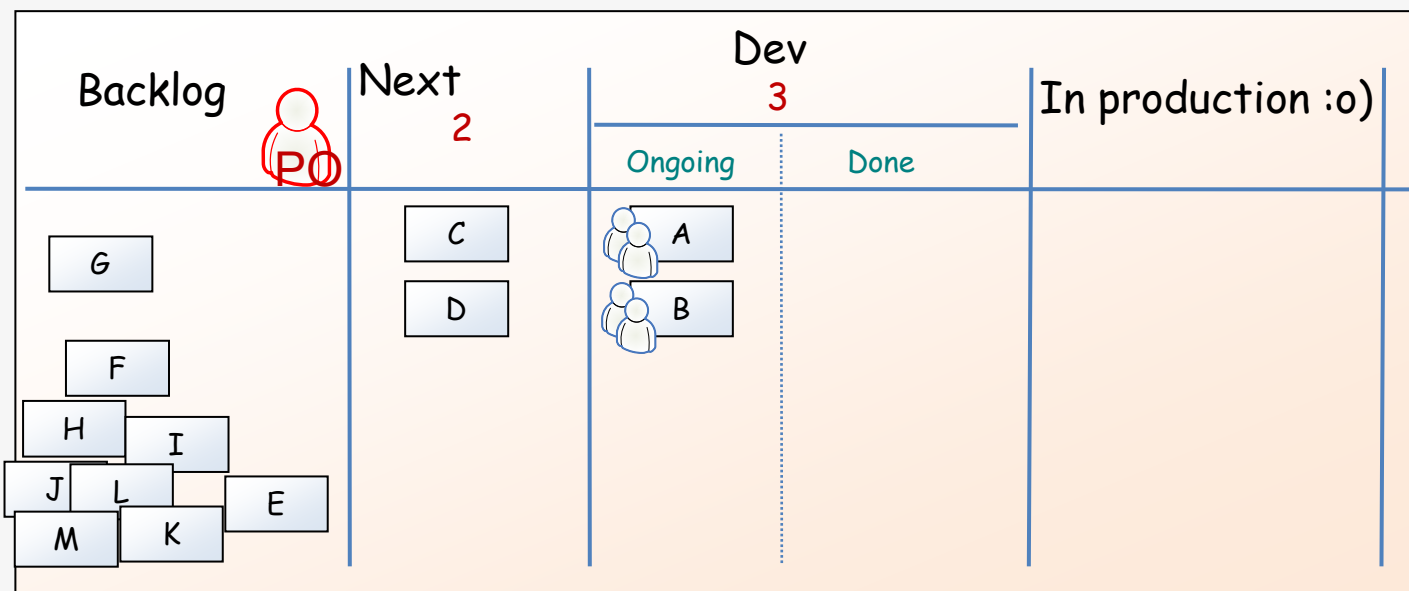 Backlog
PO
Next
2
Dev
3
Ongoing
Done
In production :o)
G
F
H
I
J
L
E
M
K
C
D
A
B